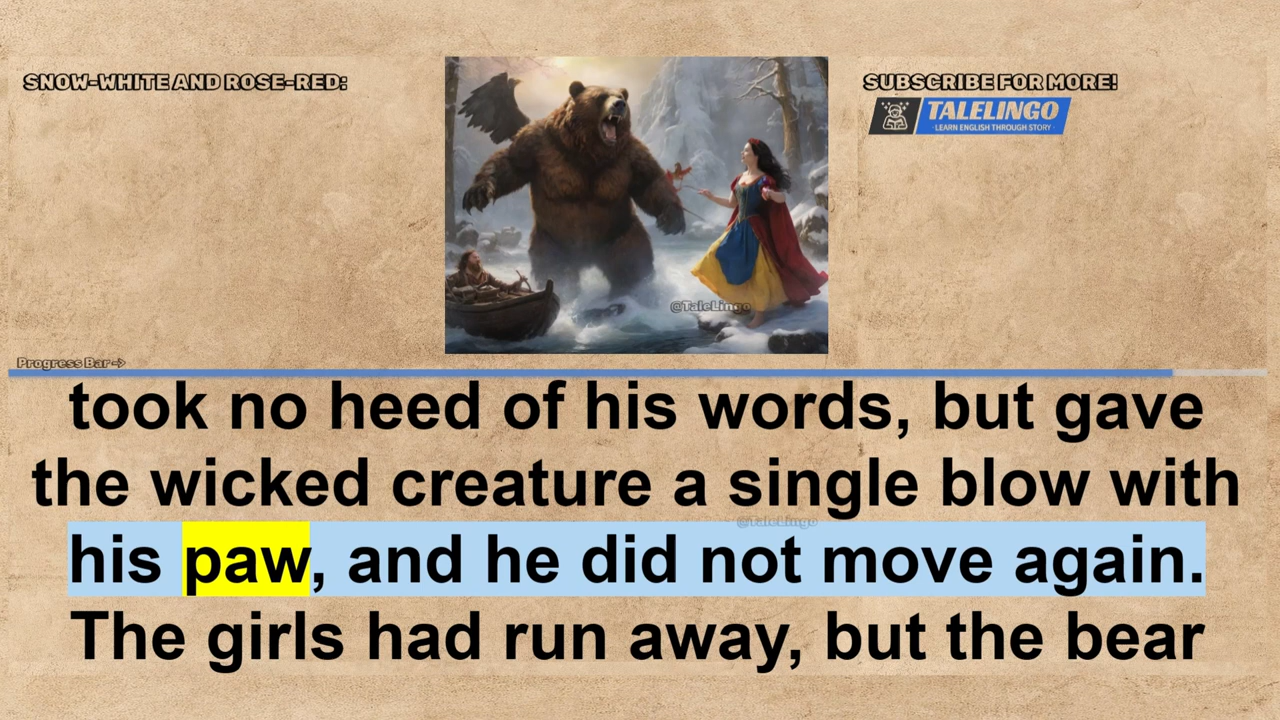 SNOW-WHITE AND ROSE-RED:
SUBSCRIBE FOR MORE!
TALELINGO
· LEARN ENGLISH THROUGH STORY ·
@TaleLingo
Progress Bar->
took no heed of his words, but gave
the wicked creature a single blow with
@TaleLingo
his paw, and he did not move again.
The girls had run away, but the bear